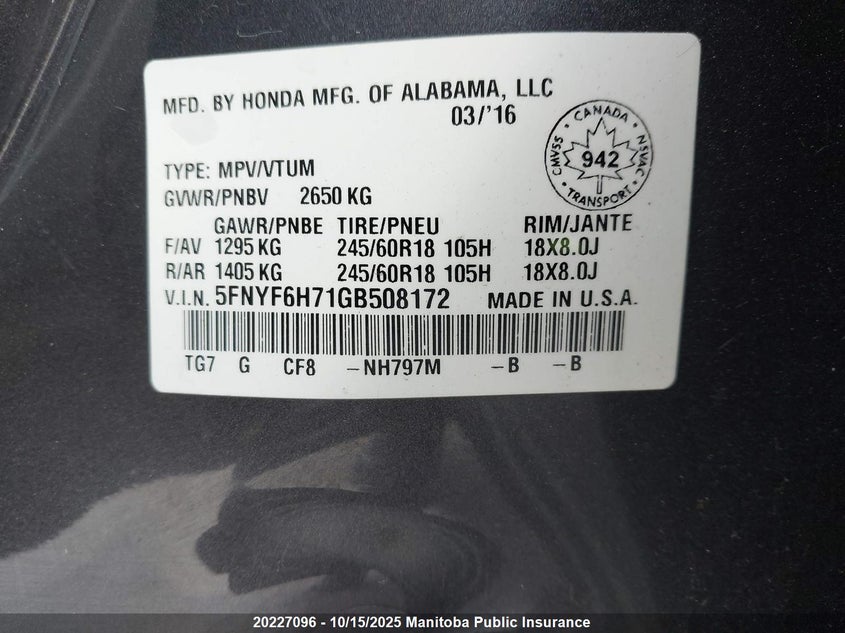 MFD. BY HONDA MFG. OF ALABAMA, LLC
03/'16
CANADA
CMVSS
942
NSVAC
TRANSPORT
TYPE: MPV/VTUM
GVWR/PNBV 2650 KG
GAWR/PNBE TIRE/PNEU RIM/JANTE
F/AV 1295 KG 245/60R18 105H 18X8.0J
R/AR 1405 KG 245/60R18 105H 18X8.0J
V.I.N. 5FNYF6H71GB508172 MADE IN U.S.A.
TG7 G CF8 -NH797M -B -B
20227096 - 10/15/2025 Manitoba Public Insurance